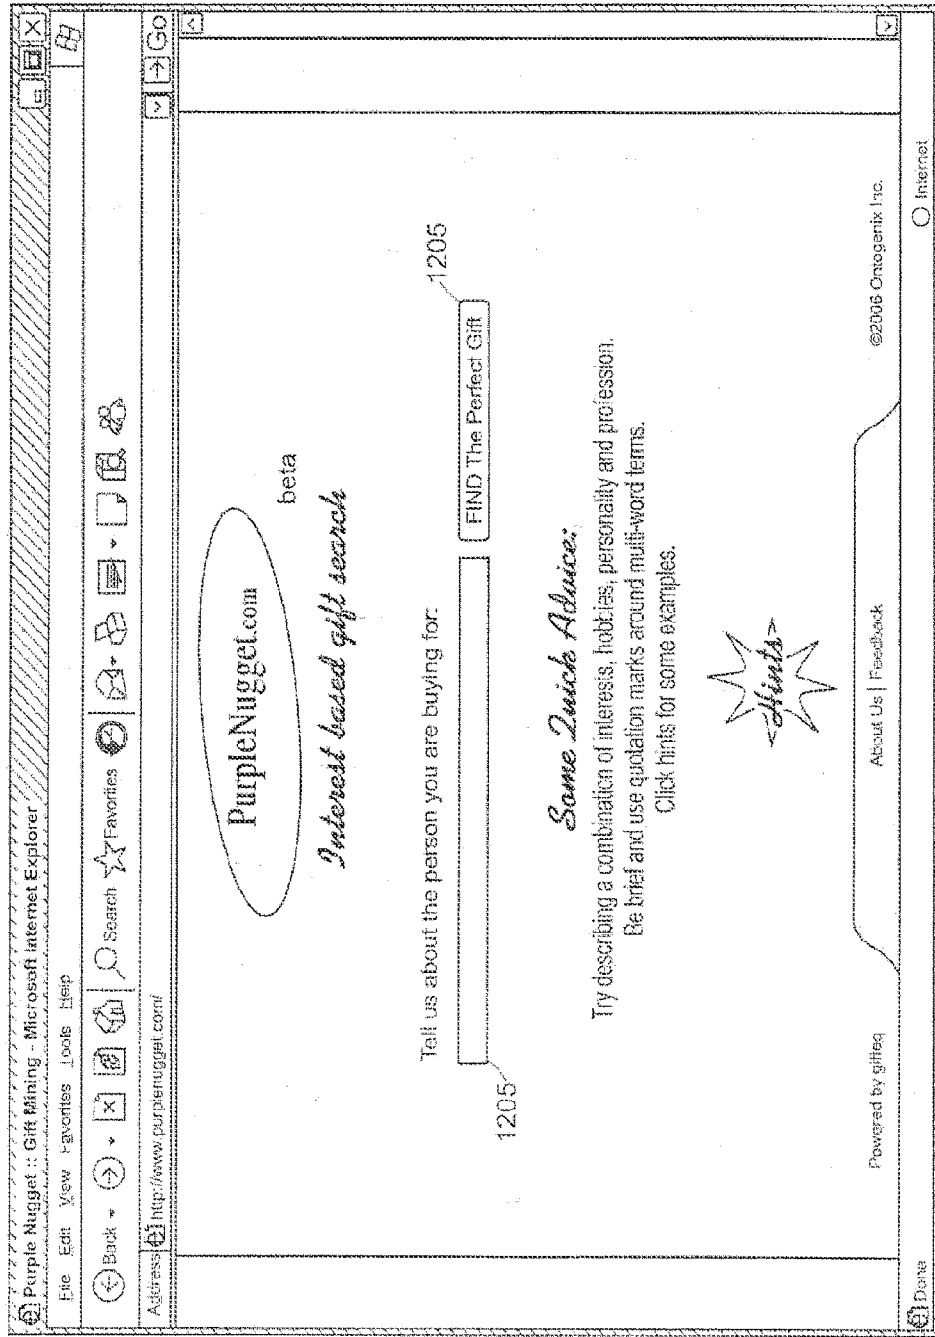 Purple Nugget :: Gift Mining - Microsoft Internet Explorer
File Edit View Favorites Tools Help
Back Search Favorites
Address http://www.purplenugget.com/ Go
PurpleNugget.com
beta
Interest based gift search
Tell us about the person you are buying for:
1205 FIND The Perfect Gift 1205
Some Quick Advice:
Try describing a combination of interests, hobbies, personality and profession.
Be brief and use quotation marks around multi-word terms.
Click hints for some examples.
<Hints>
Powered by gifteq About Us | Feedback ©2006 Ontogenix Inc.
Done Internet